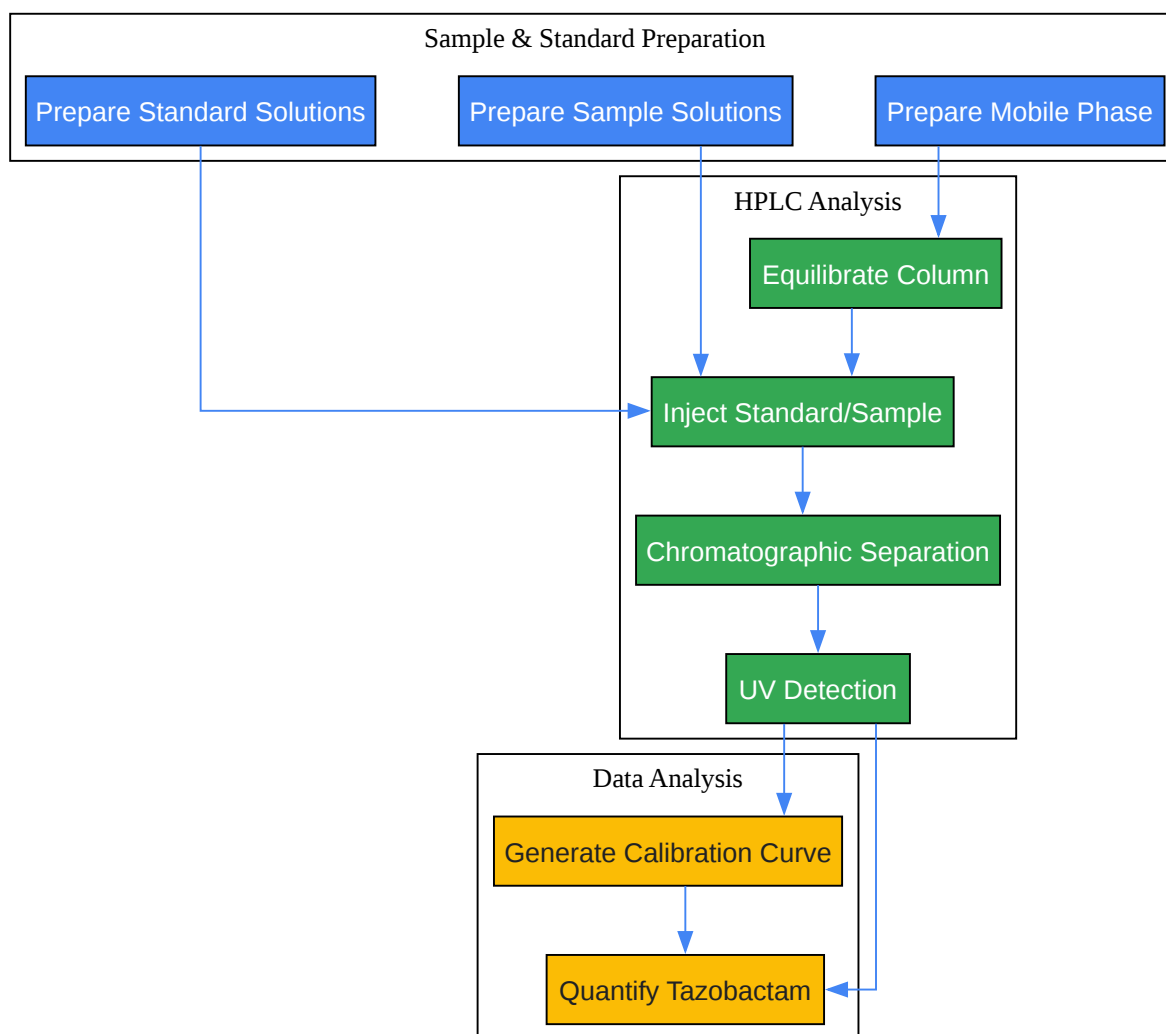 Sample & Standard Preparation
Prepare Standard Solutions
Prepare Sample Solutions
Prepare Mobile Phase
HPLC Analysis
Equilibrate Column
Inject Standard/Sample
Chromatographic Separation
UV Detection
Data Analysis
Generate Calibration Curve
Quantify Tazobactam